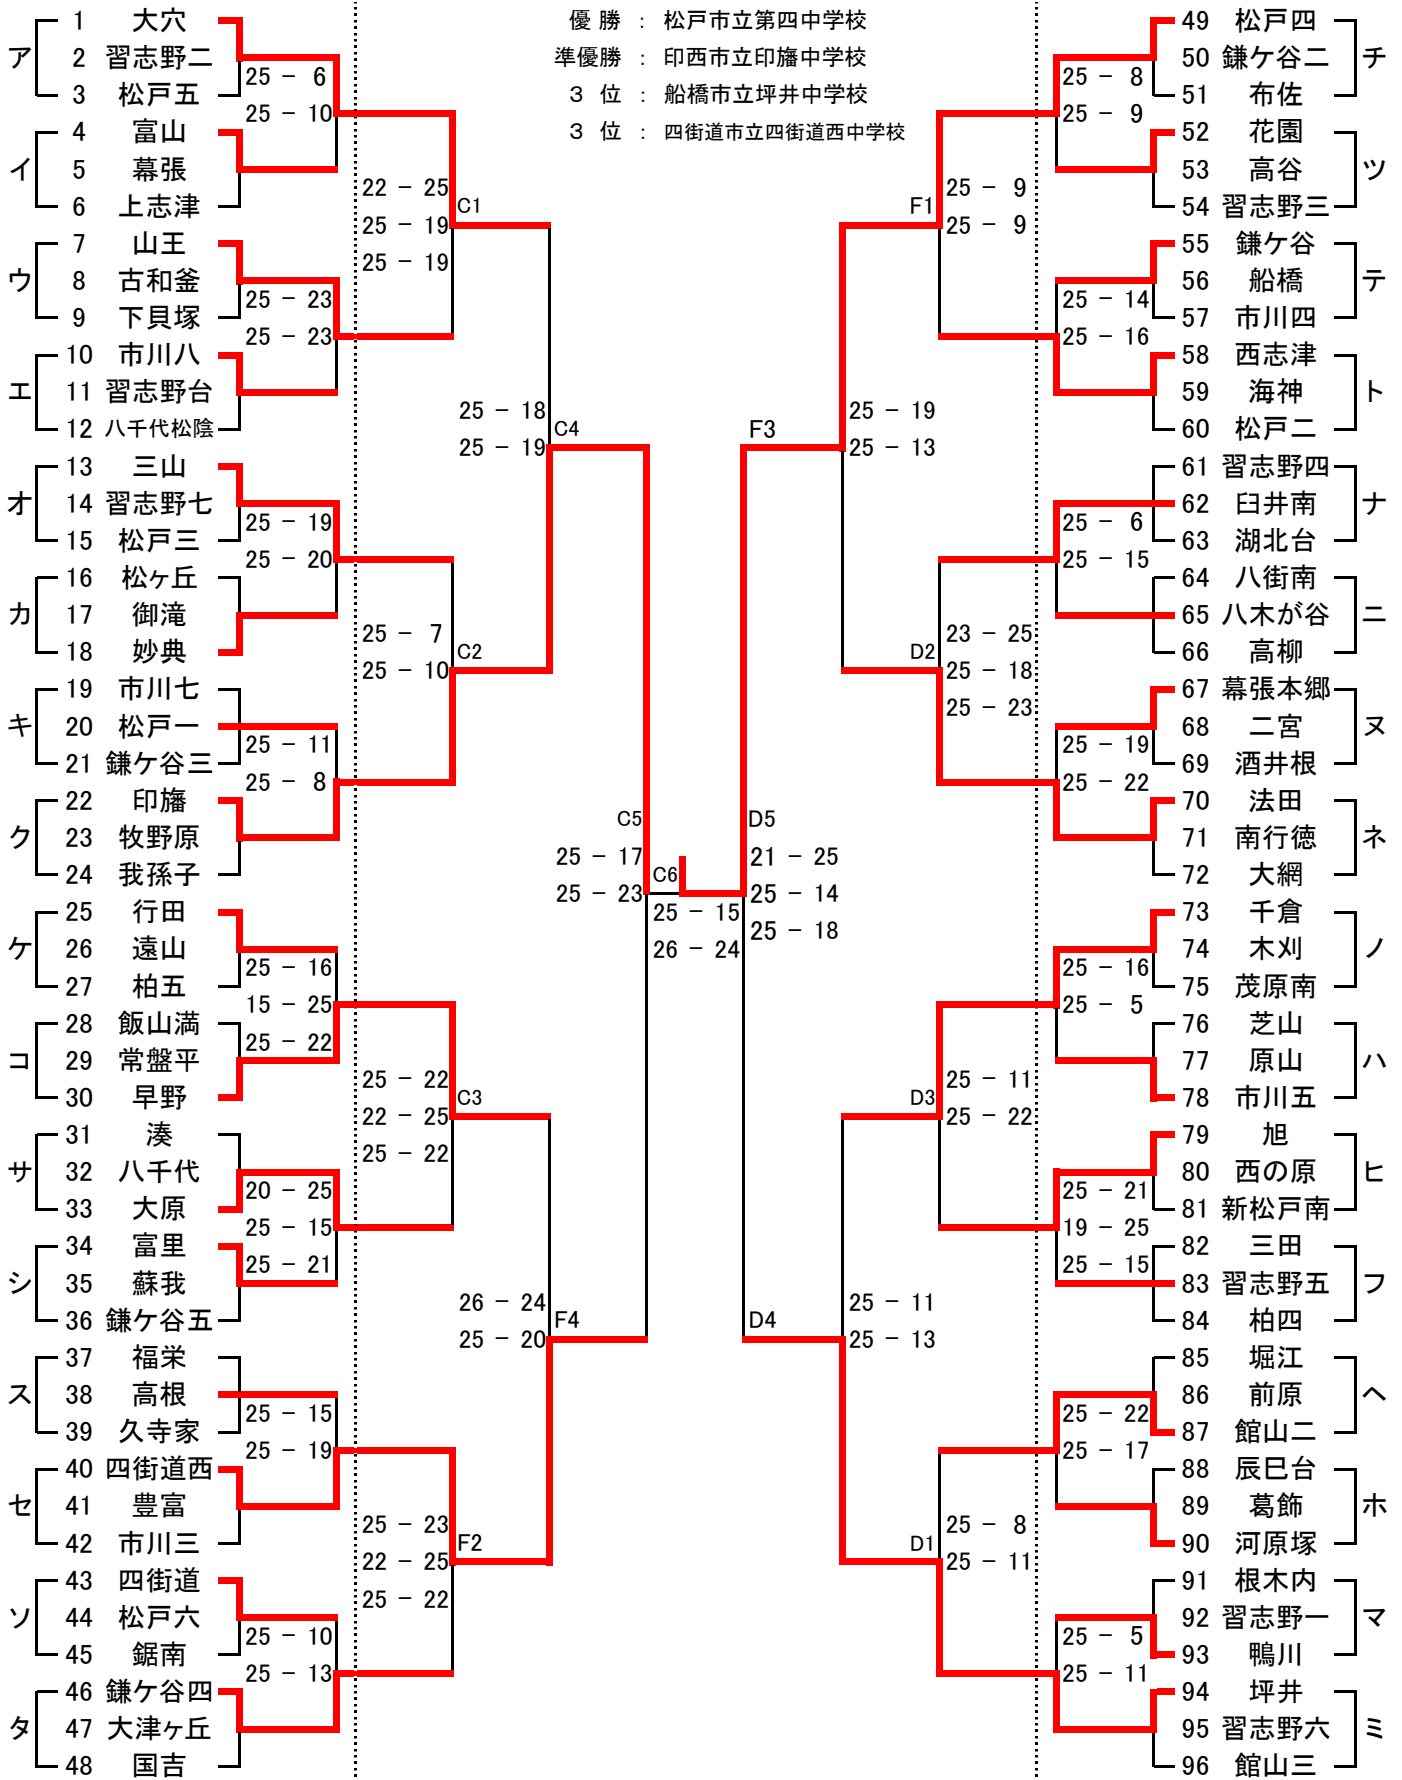 優 勝 ： 松戸市立第四中学校
準優勝 ： 印西市立印旛中学校
３ 位 ： 船橋市立坪井中学校
３ 位 ： 四街道市立四街道西中学校
ア
1 大穴
2 習志野二
3 松戸五
25 － 6
25 － 10
イ
4 富山
5 幕張
6 上志津
22 － 25
25 － 19
25 － 19
C1
ウ
7 山王
8 古和釜
9 下貝塚
25 － 23
25 － 23
エ
10 市川八
11 習志野台
12 八千代松陰
25 － 18
25 － 19
C4
オ
13 三山
14 習志野七
15 松戸三
25 － 19
25 － 20
カ
16 松ヶ丘
17 御滝
18 妙典
25 － 7
25 － 10
C2
キ
19 市川七
20 松戸一
21 鎌ケ谷三
25 － 11
25 － 8
ク
22 印旛
23 牧野原
24 我孫子
C5
25 － 17
25 － 23
C6
25 － 15
26 － 24
ケ
25 行田
26 遠山
27 柏五
25 － 16
15 － 25
25 － 22
コ
28 飯山満
29 常盤平
30 早野
25 － 22
22 － 25
25 － 22
C3
サ
31 湊
32 八千代
33 大原
20 － 25
25 － 15
25 － 21
シ
34 富里
35 蘇我
36 鎌ケ谷五
26 － 24
25 － 20
F4
ス
37 福栄
38 高根
39 久寺家
25 － 15
25 － 19
セ
40 四街道西
41 豊富
42 市川三
25 － 23
22 － 25
25 － 22
F2
ソ
43 四街道
44 松戸六
45 鋸南
25 － 10
25 － 13
タ
46 鎌ケ谷四
47 大津ヶ丘
48 国吉
49 松戸四
50 鎌ケ谷二
51 布佐
チ
25 － 8
25 － 9
52 花園
53 高谷
54 習志野三
ツ
F1
25 － 9
25 － 9
55 鎌ケ谷
56 船橋
57 市川四
テ
25 － 14
25 － 16
58 西志津
59 海神
60 松戸二
ト
F3
25 － 19
25 － 13
61 習志野四
62 臼井南
63 湖北台
ナ
25 － 6
25 － 15
64 八街南
65 八木が谷
66 高柳
ニ
D2
23 － 25
25 － 18
25 － 23
67 幕張本郷
68 二宮
69 酒井根
ヌ
25 － 19
25 － 22
70 法田
71 南行徳
72 大網
ネ
D5
21 － 25
25 － 14
25 － 18
73 千倉
74 木刈
75 茂原南
ノ
25 － 16
25 － 5
76 芝山
77 原山
78 市川五
ハ
D3
25 － 11
25 － 22
79 旭
80 西の原
81 新松戸南
ヒ
25 － 21
19 － 25
25 － 15
82 三田
83 習志野五
84 柏四
フ
D4
25 － 11
25 － 13
85 堀江
86 前原
87 館山二
ヘ
25 － 22
25 － 17
88 辰巳台
89 葛飾
90 河原塚
ホ
D1
25 － 8
25 － 11
91 根木内
92 習志野一
93 鴨川
マ
25 － 5
25 － 11
94 坪井
95 習志野六
96 館山三
ミ